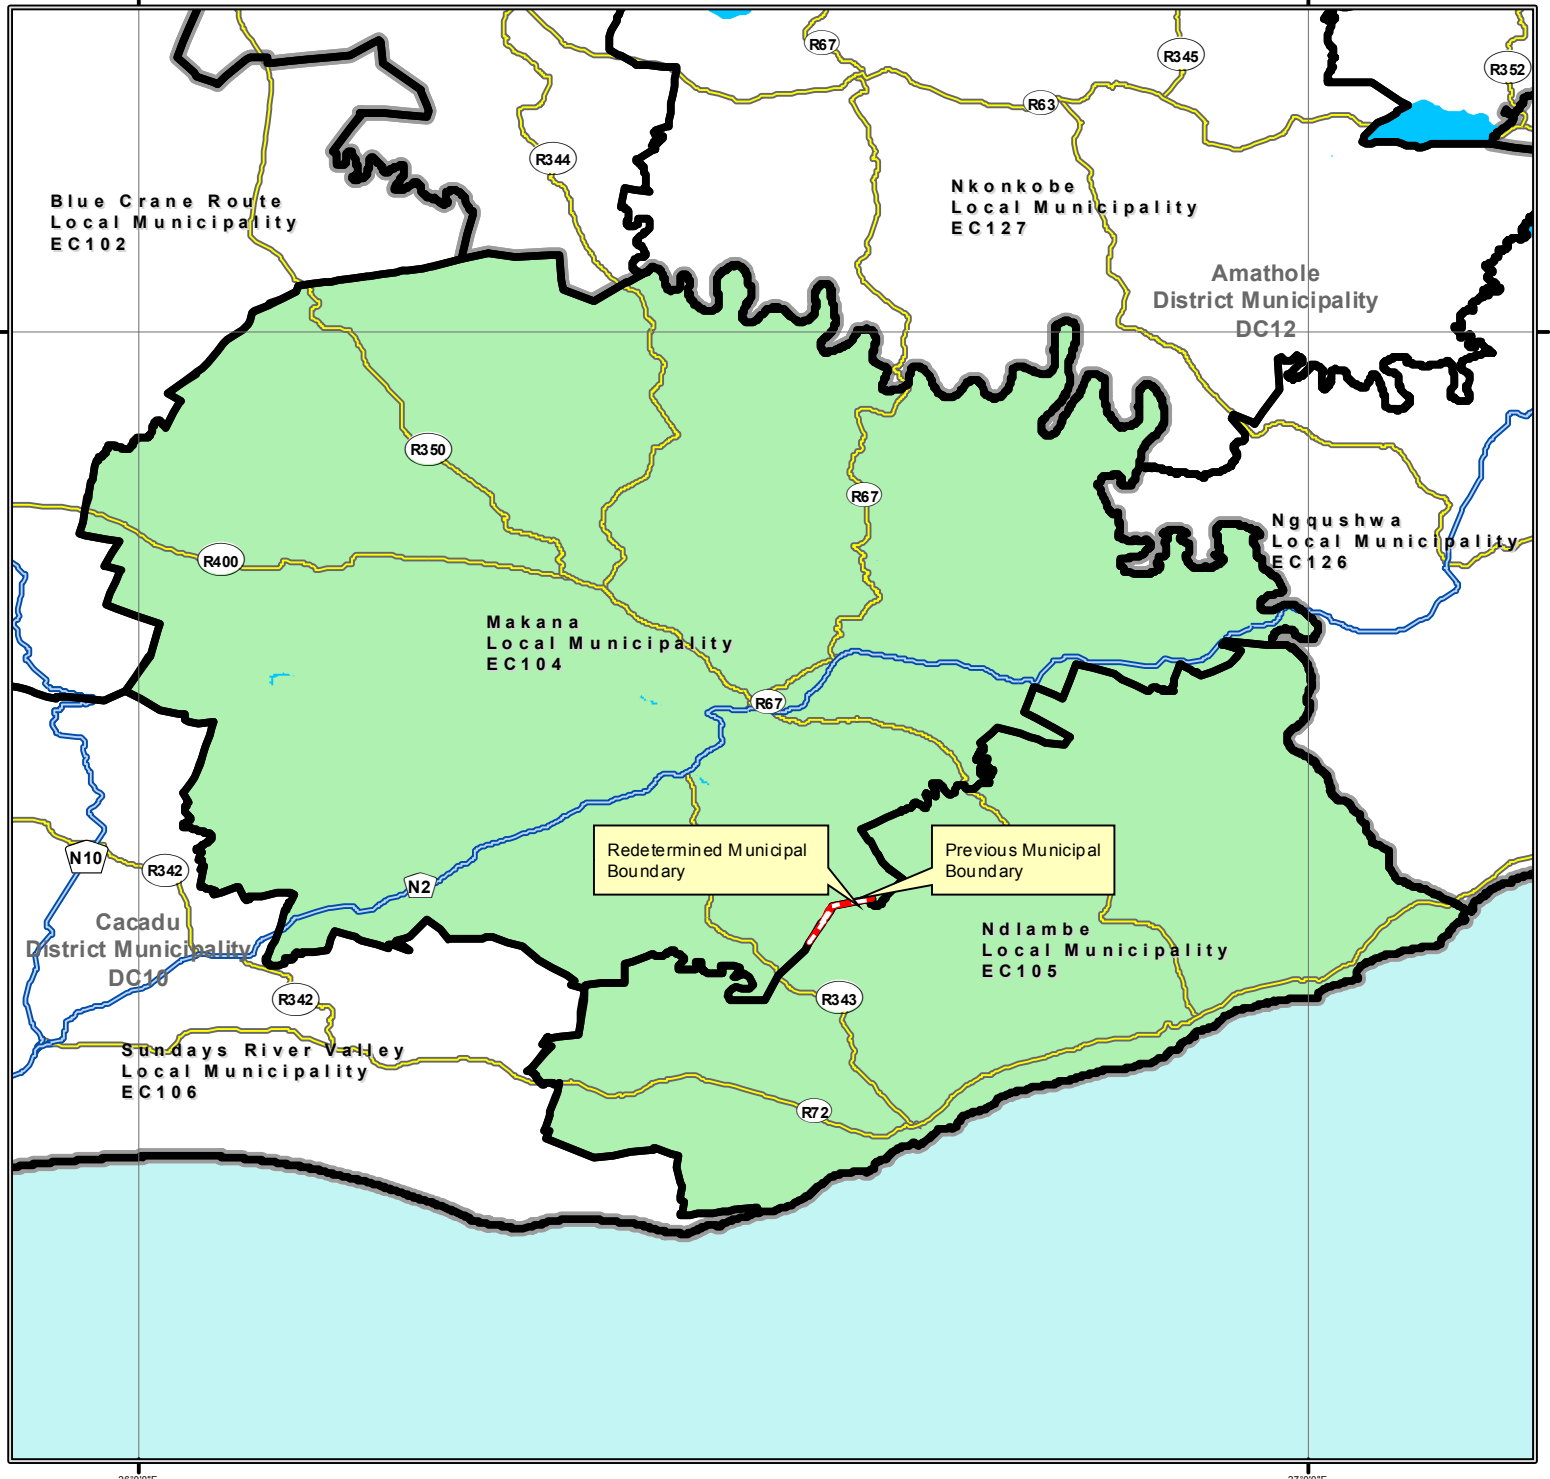 R67
R345
R352
R63
R344
Blue Crane Route
Local Municipality
EC102
Nkonkobe
Local Municipality
EC127
Amathole
District Municipality
DC12
R350
R67
R400
Ngqushwa
Local Municipality
EC126
Makana
Local Municipality
EC104
R67
Redetermined Municipal
Boundary
Previous Municipal
Boundary
N10
R342
N2
Cacadu
District Municipality
DC10
Ndlambe
Local Municipality
EC105
R342
R343
Sundays River Valley
Local Municipality
EC106
R72